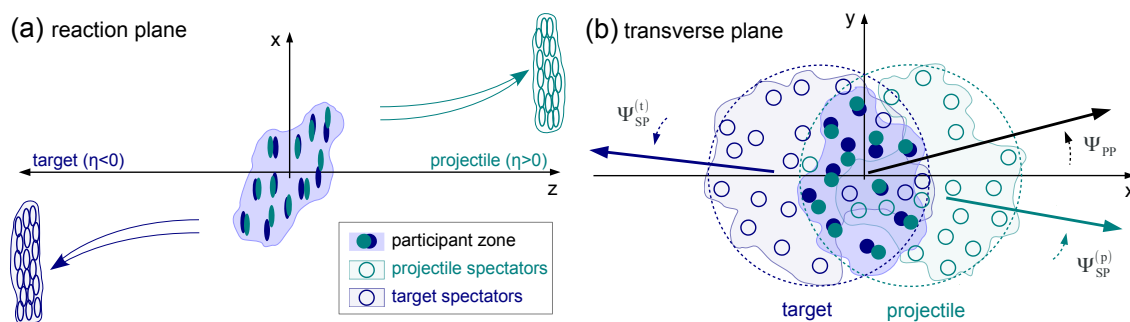 (a) reaction plane
x
target (η<0)
projectile (η>0)
z
participant zone
projectile spectators
target spectators
(b) transverse plane
y
Ψ_SP^(t)
Ψ_PP
x
Ψ_SP^(p)
target
projectile